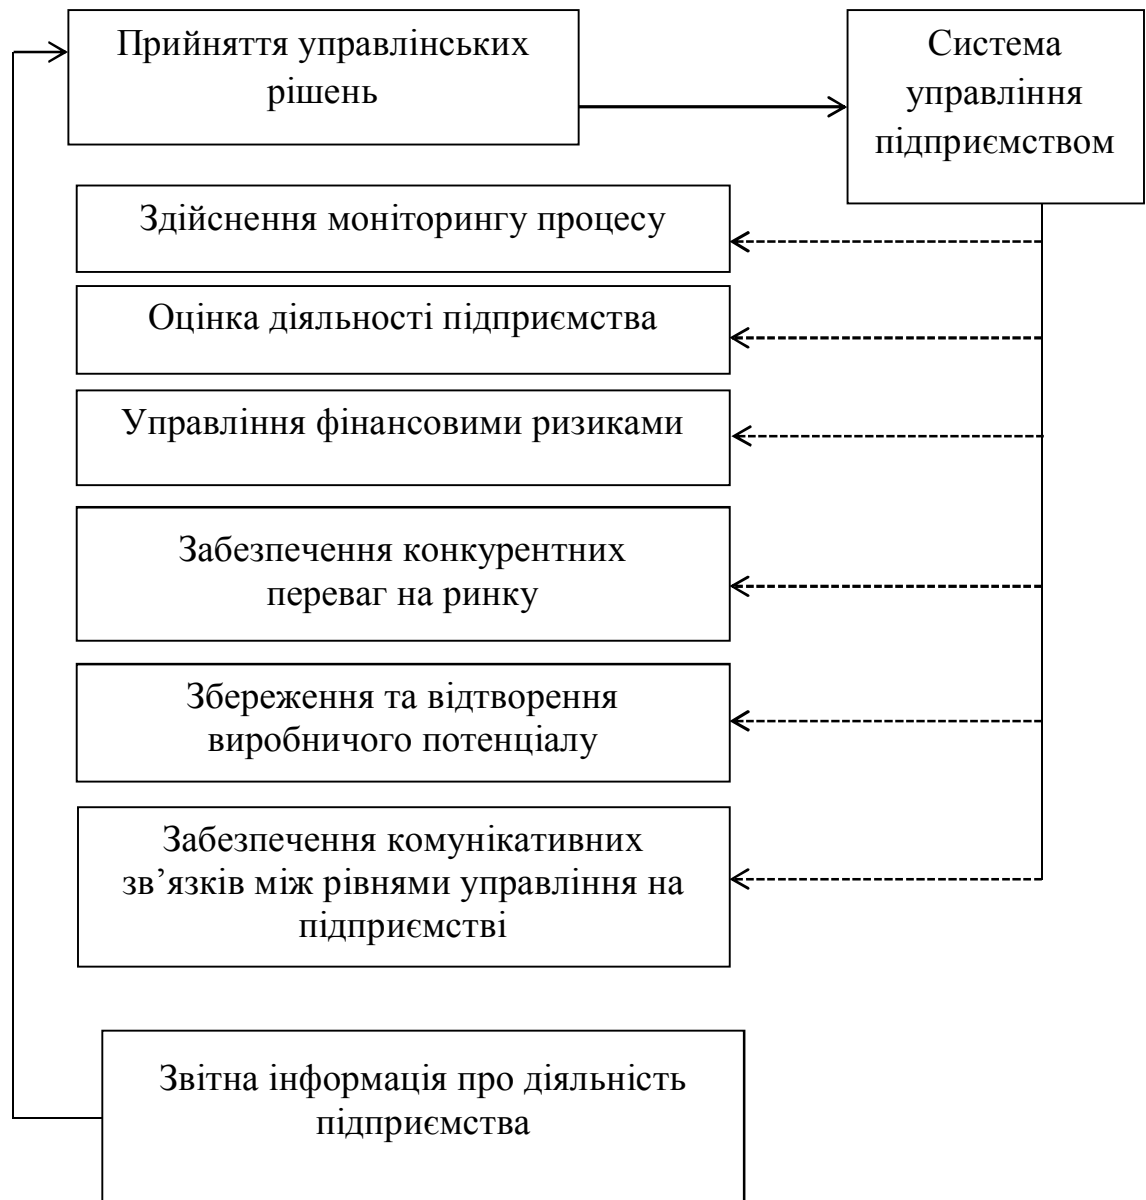 Прийняття управлінських
рішень
Система
управління
підприємством
Здійснення моніторингу процесу
Оцінка діяльності підприємства
Управління фінансовими ризиками
Забезпечення конкурентних
переваг на ринку
Збереження та відтворення
виробничого потенціалу
Забезпечення комунікативних
зв’язків між рівнями управління на
підприємстві
Звітна інформація про діяльність
підприємства